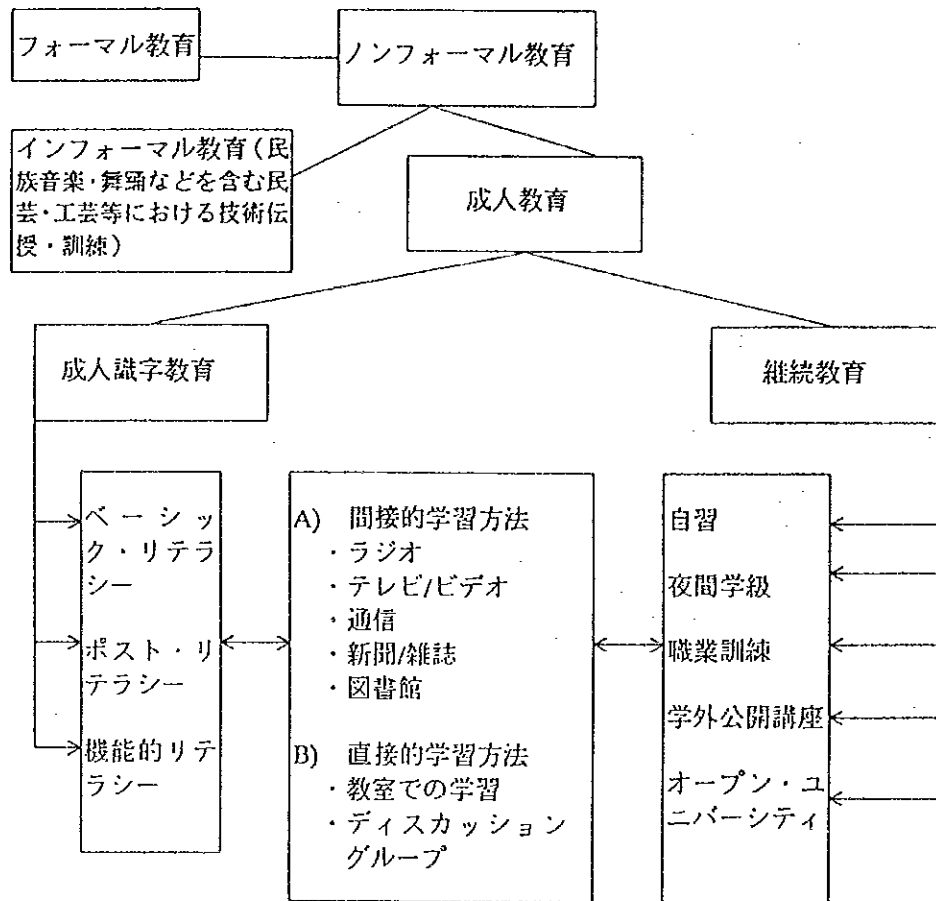 フォーマル教育
ノンフォーマル教育
インフォーマル教育(民
族音楽・舞踊などを含む民
芸・工芸等における技術伝
授・訓練)
成人教育
成人識字教育
継続教育
ベーシッ
ク・リテラ
シー
ポスト・リ
テラシー
機能的リテ
ラシー
A) 間接的学習方法
・ラジオ
・テレビ/ビデオ
・通信
・新聞/雑誌
・図書館
B) 直接的学習方法
・教室での学習
・ディスカッション
グループ
自習
夜間学級
職業訓練
学外公開講座
オープン・ユ
ニバーシティ